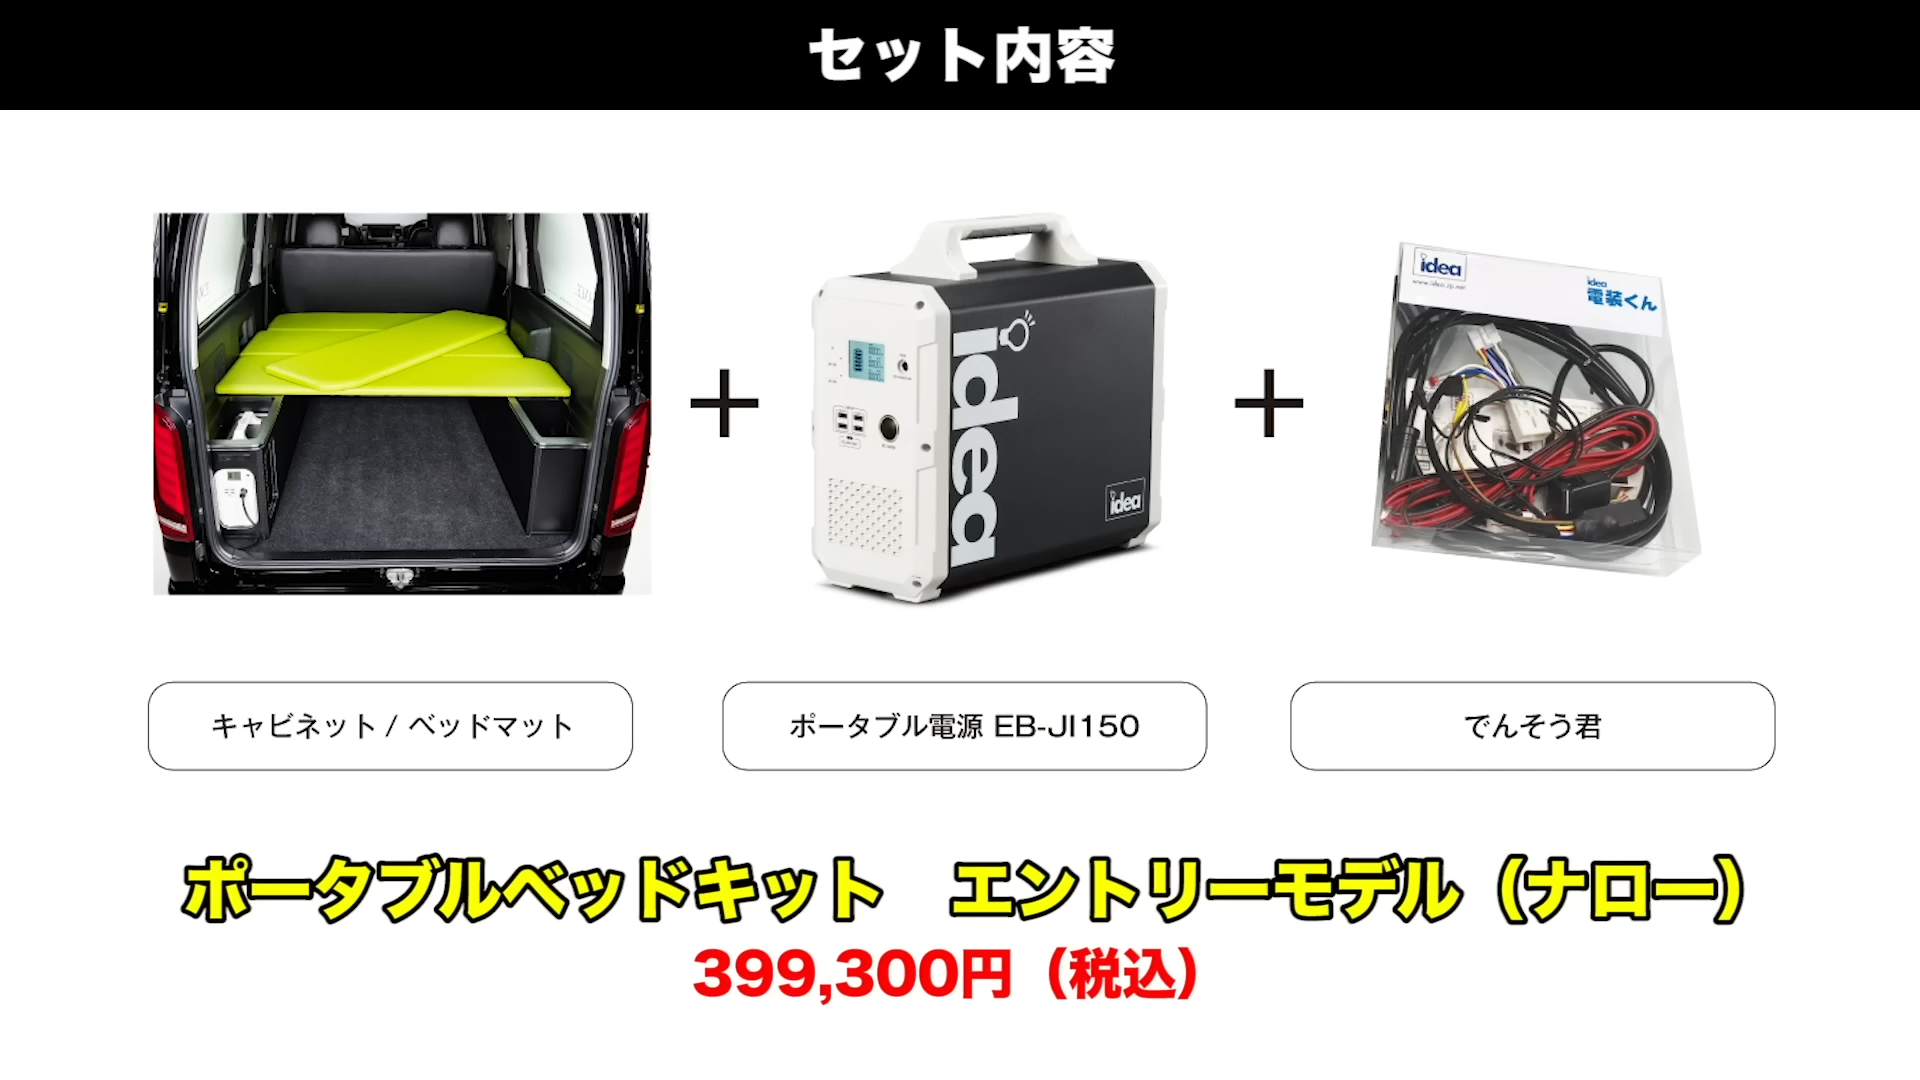 セット内容
idea
idea
idea
www.idea.jp.net
idea
電装くん
キャビネット / ベッドマット
ポータブル電源 EB-JI150
でんそう君
ポータブルベッドキット　エントリーモデル（ナロー）
399,300円（税込）